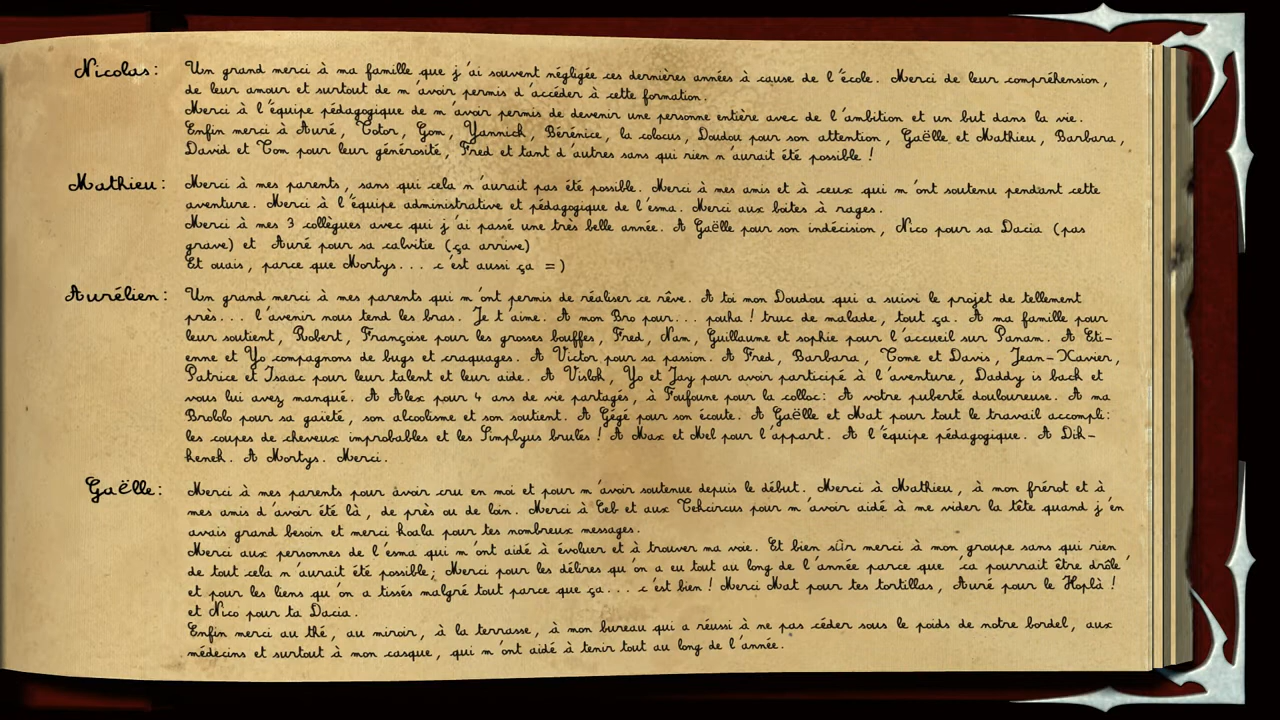 Nicolas : Un grand merci à ma famille que j'ai souvent négligée ces dernières années à cause de l'école. Merci de leur compréhension,
de leur amour et surtout de m'avoir permis d'accéder à cette formation.
Merci à l'équipe pédagogique de m'avoir permis de devenir une personne entière avec de l'ambition et un but dans la vie.
Enfin merci à Auré, Totor, Gom, Yannick, Bérénice, la colocus, Doudou pour son attention, Gaëlle et Mathieu, Barbara,
David et Tom pour leur générosité, Fred et tant d'autres sans qui rien n'aurait été possible !
Mathieu : Merci à mes parents, sans qui cela n'aurait pas été possible. Merci à mes amis et à ceux qui m'ont soutenu pendant cette
aventure. Merci à l'équipe administrative et pédagogique de l'esma. Merci aux boites à rages.
Merci à mes 3 collègues avec qui j'ai passé une très belle année. A Gaëlle pour son indécision, Nico pour sa Dacia (pas
grave) et Auré pour sa calvitie (ça arrive)
Et ouais, parce que Mortys... c'est aussi ça =)
Aurélien : Un grand merci à mes parents qui m'ont permis de réaliser ce rêve. A toi mon Doudou qui a suivi le projet de tellement
près... l'avenir nous tend les bras. Je t'aime. A mon Bro pour... pouha ! truc de malade, tout ça. A ma famille pour
leur soutient, Robert, Françoise pour les grosses bouffes, Fred, Nam, Guillaume et sophie pour l'accueil sur Panam. A Eti-
enne et Yo compagnons de bugs et craquages. A Victor pour sa passion. A Fred, Barbara, Tome et Davis, Jean-Xavier,
Patrice et Isaac pour leur talent et leur aide. A Vislok, Yo et Jay pour avoir participé à l'aventure, Daddy is back et
vous lui avez manqué. A Alex pour 4 ans de vie partagés, à Foufoune pour la colloc: A votre puberté douloureuse. A ma
Brololo pour sa gaieté, son alcoolisme et son soutient. A Gégé pour son écoute. A Gaëlle et Mat pour tout le travail accompli:
les coupes de cheveux improbables et les Simplyus brulés ! A Max et Mel pour l'appart. A l'équipe pédagogique. A Dik-
kenek. A Mortys. Merci.
Gaëlle : Merci à mes parents pour avoir cru en moi et pour m'avoir soutenue depuis le début. Merci à Mathieu, à mon frérot et à
mes amis d'avoir été là, de près ou de loin. Merci à Ceb et aux Tekcircus pour m'avoir aidé à me vider la tête quand j'en
avais grand besoin et merci koala pour tes nombreux messages.
Merci aux personnes de l'esma qui m'ont aidé à évoluer et à trouver ma voie. Et bien sûr merci à mon groupe sans qui rien
de tout cela n'aurait été possible; Merci pour les délires qu'on a eu tout au long de l'année parce que 'ca pourrait être drôle'
et pour les liens qu'on a tissés malgré tout parce que ça... c'est bien ! Merci Mat pour tes tortillas, Auré pour le Hoplà !
et Nico pour ta Dacia.
Enfin merci au thé, au miroir, à la terrasse, à mon bureau qui a réussi à ne pas céder sous le poids de notre bordel, aux
médecins et surtout à mon casque, qui m'ont aidé à tenir tout au long de l'année.